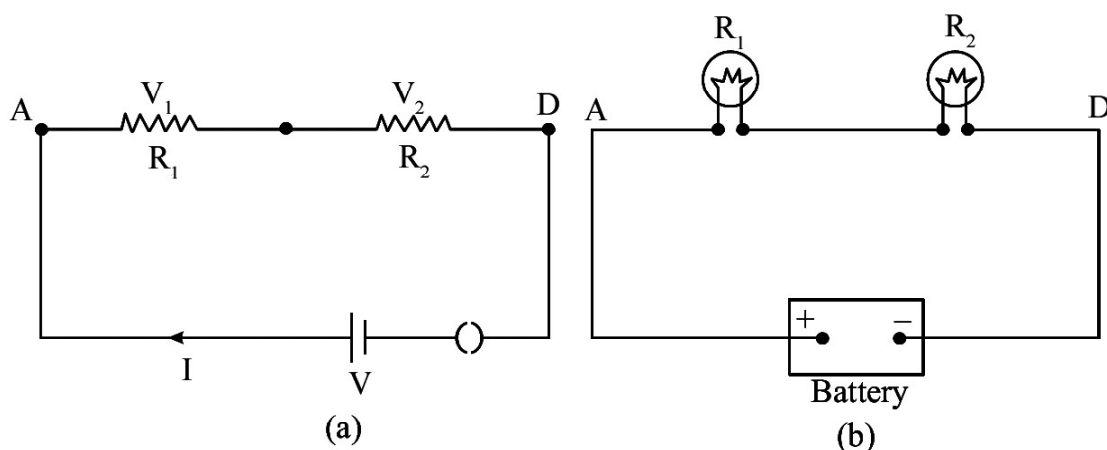 A V₁ V₂ D
R₁ R₂
I V
(a)
R₁ R₂
A D
+ −
Battery
(b)